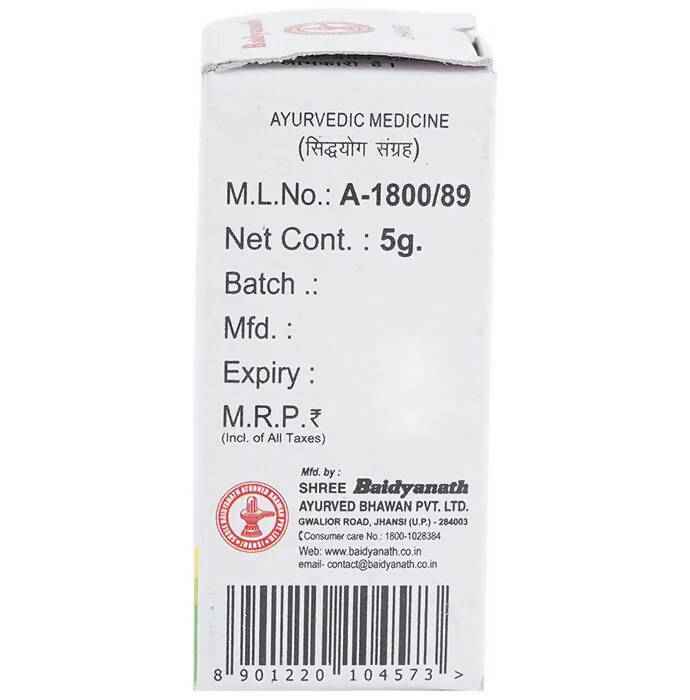 Baidyanath
AYURVEDIC MEDICINE
(सिद्धयोग संग्रह)
M.L.No.: A-1800/89
Net Cont. : 5g.
Batch .:
Mfd. :
Expiry :
M.R.P.₹
(Incl. of All Taxes)
Mfd. by :
SHREE Baidyanath
AYURVED BHAWAN PVT. LTD.
GWALIOR ROAD, JHANSI (U.P.) - 284003
Consumer care No.: 1800-1028384
Web: www.baidyanath.co.in
email- contact@baidyanath.co.in
8 901220 104573 >